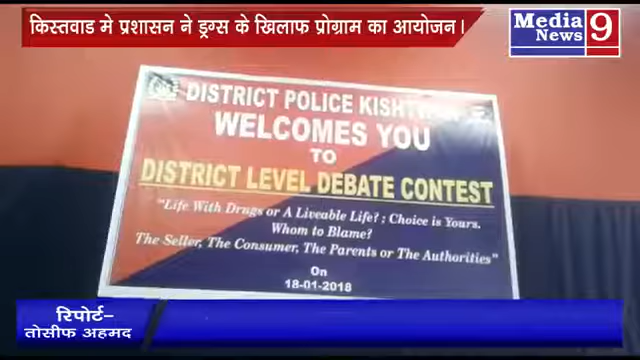 किस्तवाड मे प्रशासन ने ड्रग्स के खिलाफ प्रोग्राम का आयोजन।
Media News 9
DISTRICT POLICE
WELCOMES YOU
TO
DISTRICT LEVEL DEBATE CONTEST
"Life With Drugs or A Liveable Life? : Choice is Yours.
Whom to Blame?
The Seller, The Consumer, The Parents or The Authorities"
On
18-01-2018
रिपोर्ट–
तोसीफ अहमद